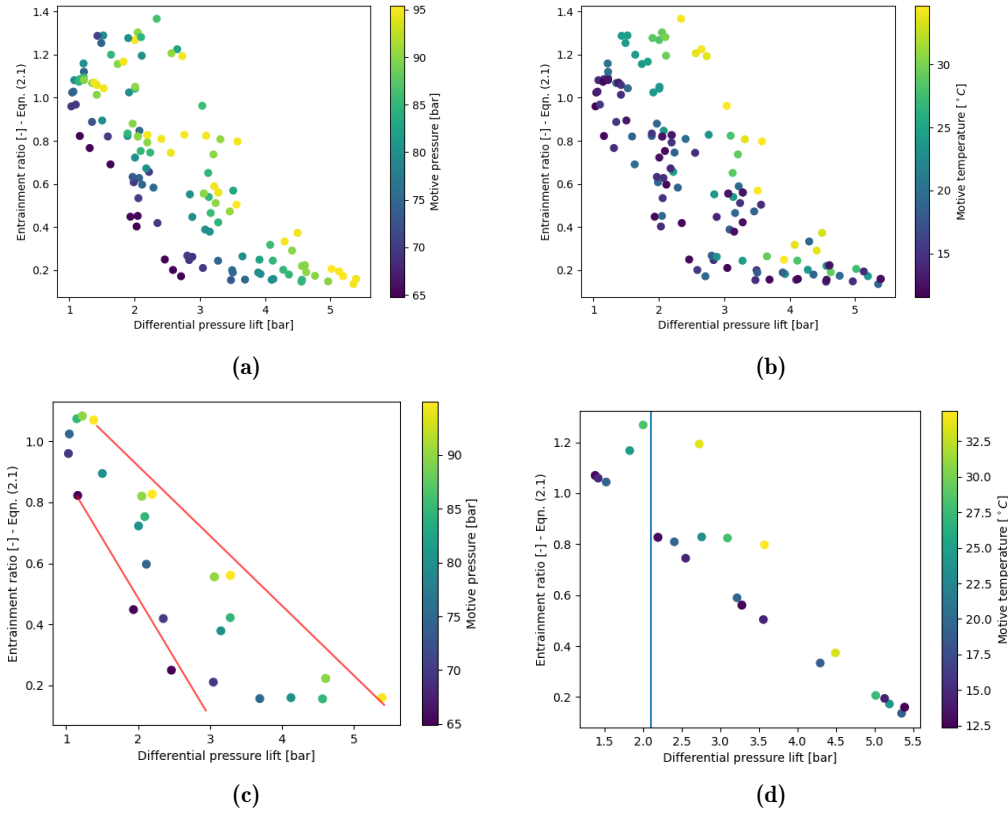 1.4
1.2
1.0
0.8
0.6
0.4
0.2
Entrainment ratio [-] - Eqn. (2.1)
1 2 3 4 5
Differential pressure lift [bar]
95
90
85
80
75
70
65
Motive pressure [bar]
(a)
1.4
1.2
1.0
0.8
0.6
0.4
0.2
Entrainment ratio [-] - Eqn. (2.1)
1 2 3 4 5
Differential pressure lift [bar]
30
25
20
15
Motive temperature [°C]
(b)
1.0
0.8
0.6
0.4
0.2
Entrainment ratio [-] - Eqn. (2.1)
1 2 3 4 5
Differential pressure lift [bar]
90
85
80
75
70
65
Motive pressure [bar]
(c)
1.2
1.0
0.8
0.6
0.4
0.2
Entrainment ratio [-] - Eqn. (2.1)
1.5 2.0 2.5 3.0 3.5 4.0 4.5 5.0 5.5
Differential pressure lift [bar]
32.5
30.0
27.5
25.0
22.5
20.0
17.5
15.0
12.5
Motive temperature [°C]
(d)